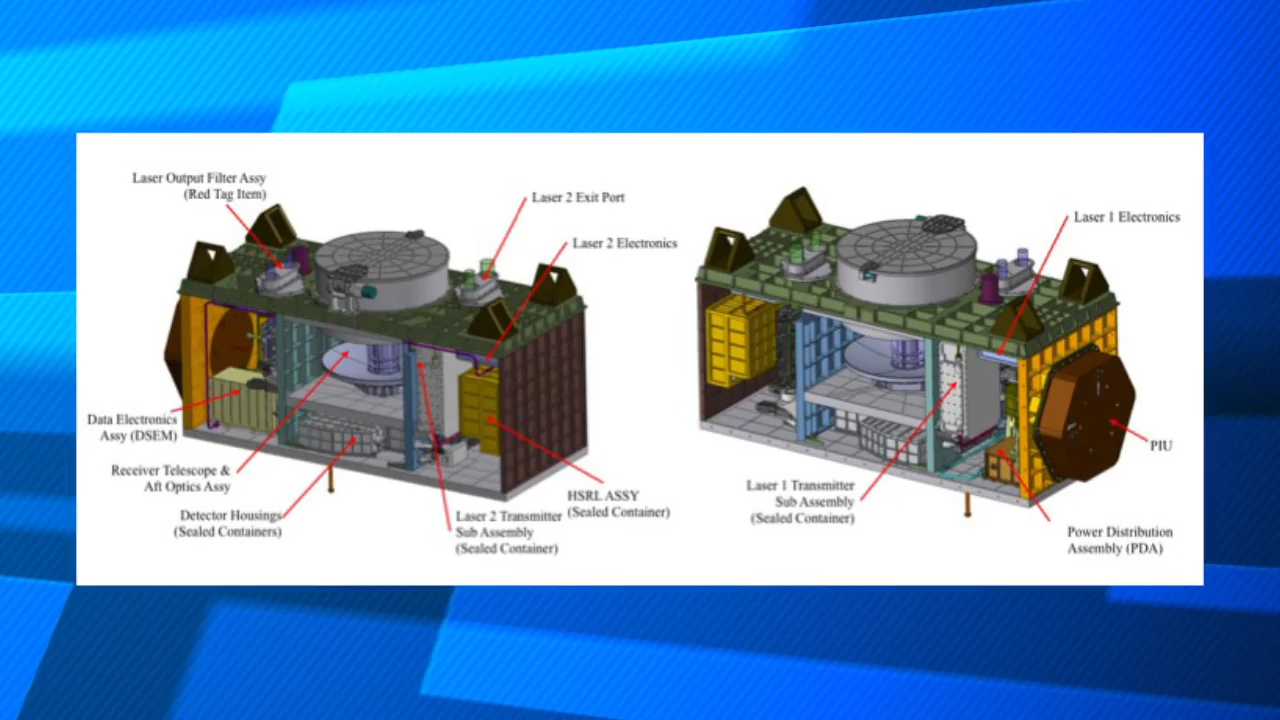 Laser Output Filter Assy
(Red Tag Item)
Laser 2 Exit Port
Laser 2 Electronics
Data Electronics
Assy (DSEM)
Receiver Telescope &
Aft Optics Assy
Detector Housings
(Sealed Containers)
Laser 2 Transmitter
Sub Assembly
(Sealed Container)
HSRL ASSY
(Sealed Container)
Laser 1 Electronics
PIU
Laser 1 Transmitter
Sub Assembly
(Sealed Container)
Power Distribution
Assembly (PDA)